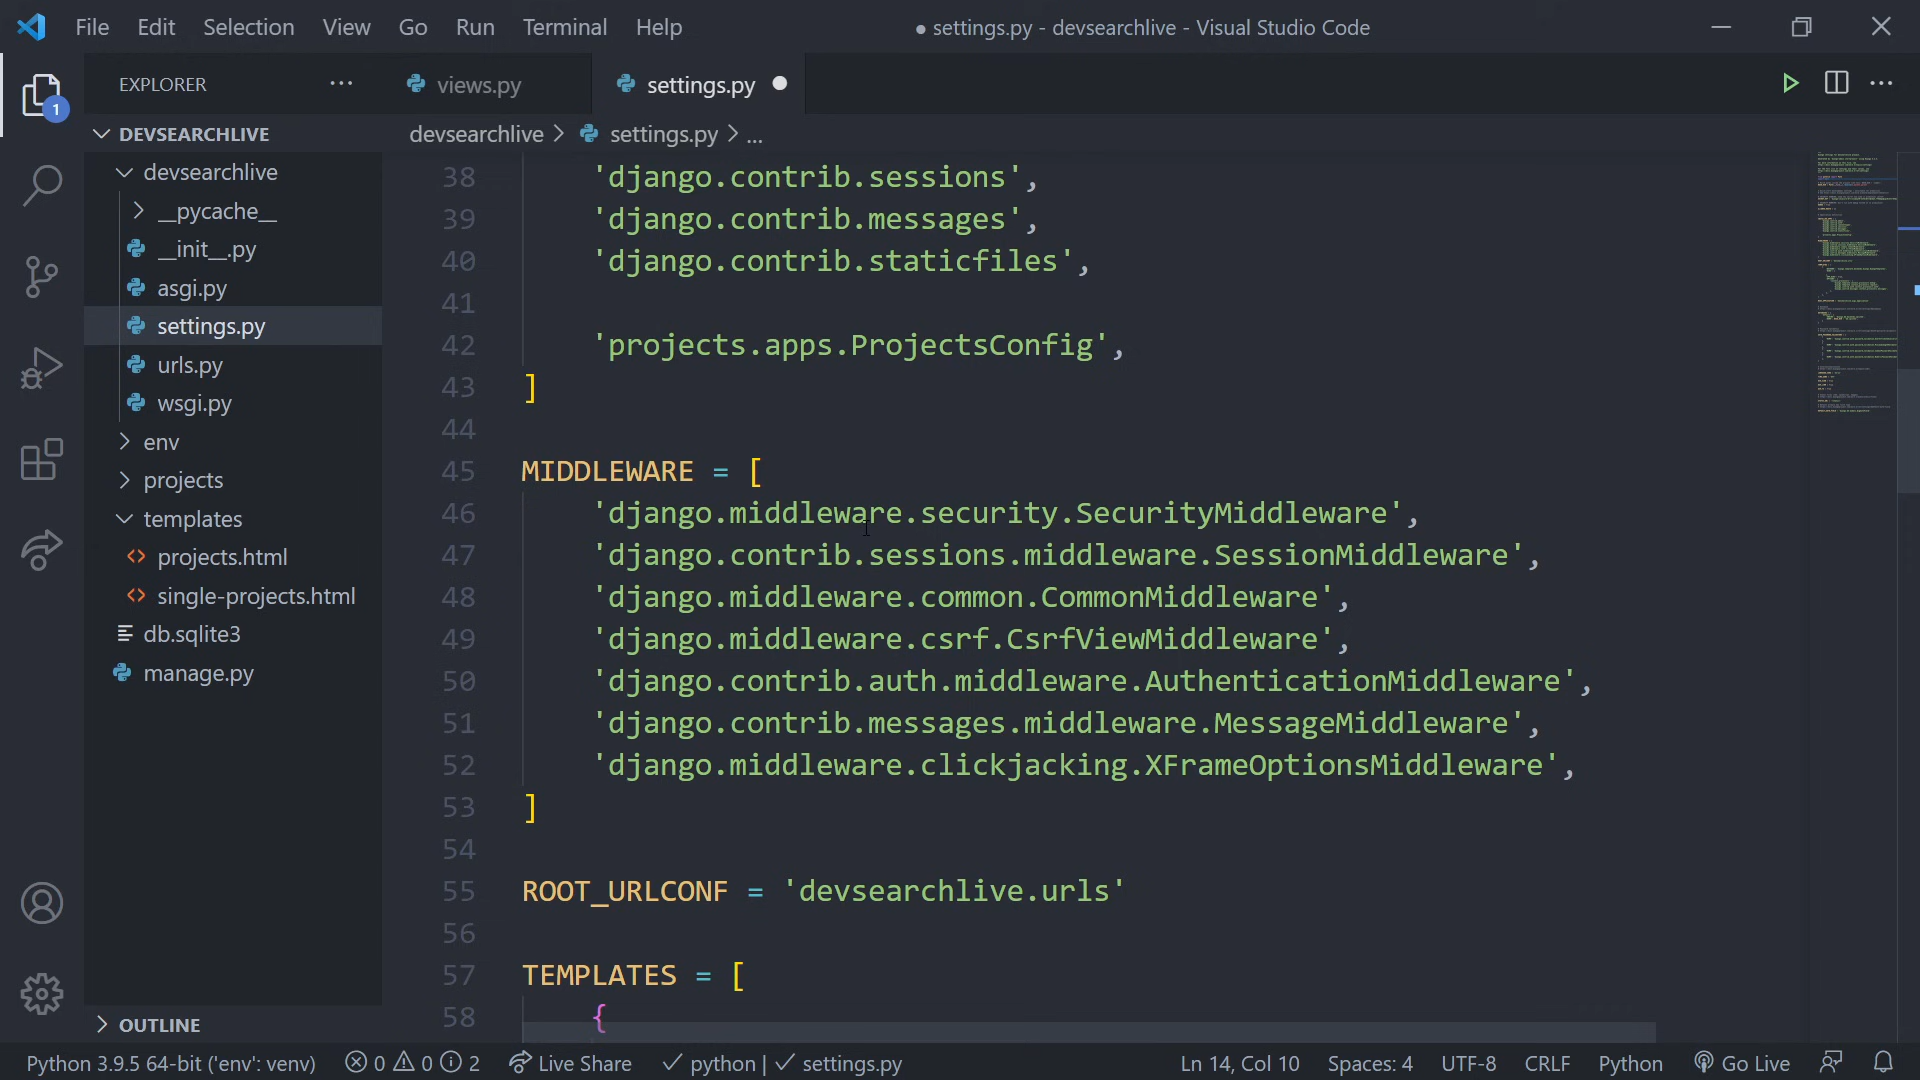 File Edit Selection View Go Run Terminal Help
● settings.py - devsearchlive - Visual Studio Code
EXPLORER ...
views.py
settings.py
1
DEVSEARCHLIVE
devsearchlive > settings.py > ...
devsearchlive
__pycache__
__init__.py
asgi.py
settings.py
urls.py
wsgi.py
env
projects
templates
projects.html
single-projects.html
db.sqlite3
manage.py
OUTLINE
38 'django.contrib.sessions',
39 'django.contrib.messages',
40 'django.contrib.staticfiles',
41
42 'projects.apps.ProjectsConfig',
43 ]
44
45 MIDDLEWARE = [
46 'django.middleware.security.SecurityMiddleware',
47 'django.contrib.sessions.middleware.SessionMiddleware',
48 'django.middleware.common.CommonMiddleware',
49 'django.middleware.csrf.CsrfViewMiddleware',
50 'django.contrib.auth.middleware.AuthenticationMiddleware',
51 'django.contrib.messages.middleware.MessageMiddleware',
52 'django.middleware.clickjacking.XFrameOptionsMiddleware',
53 ]
54
55 ROOT_URLCONF = 'devsearchlive.urls'
56
57 TEMPLATES = [
58 {
Python 3.9.5 64-bit ('env': venv) 0 0 2 Live Share ✓ python | ✓ settings.py Ln 14, Col 10 Spaces: 4 UTF-8 CRLF Python Go Live